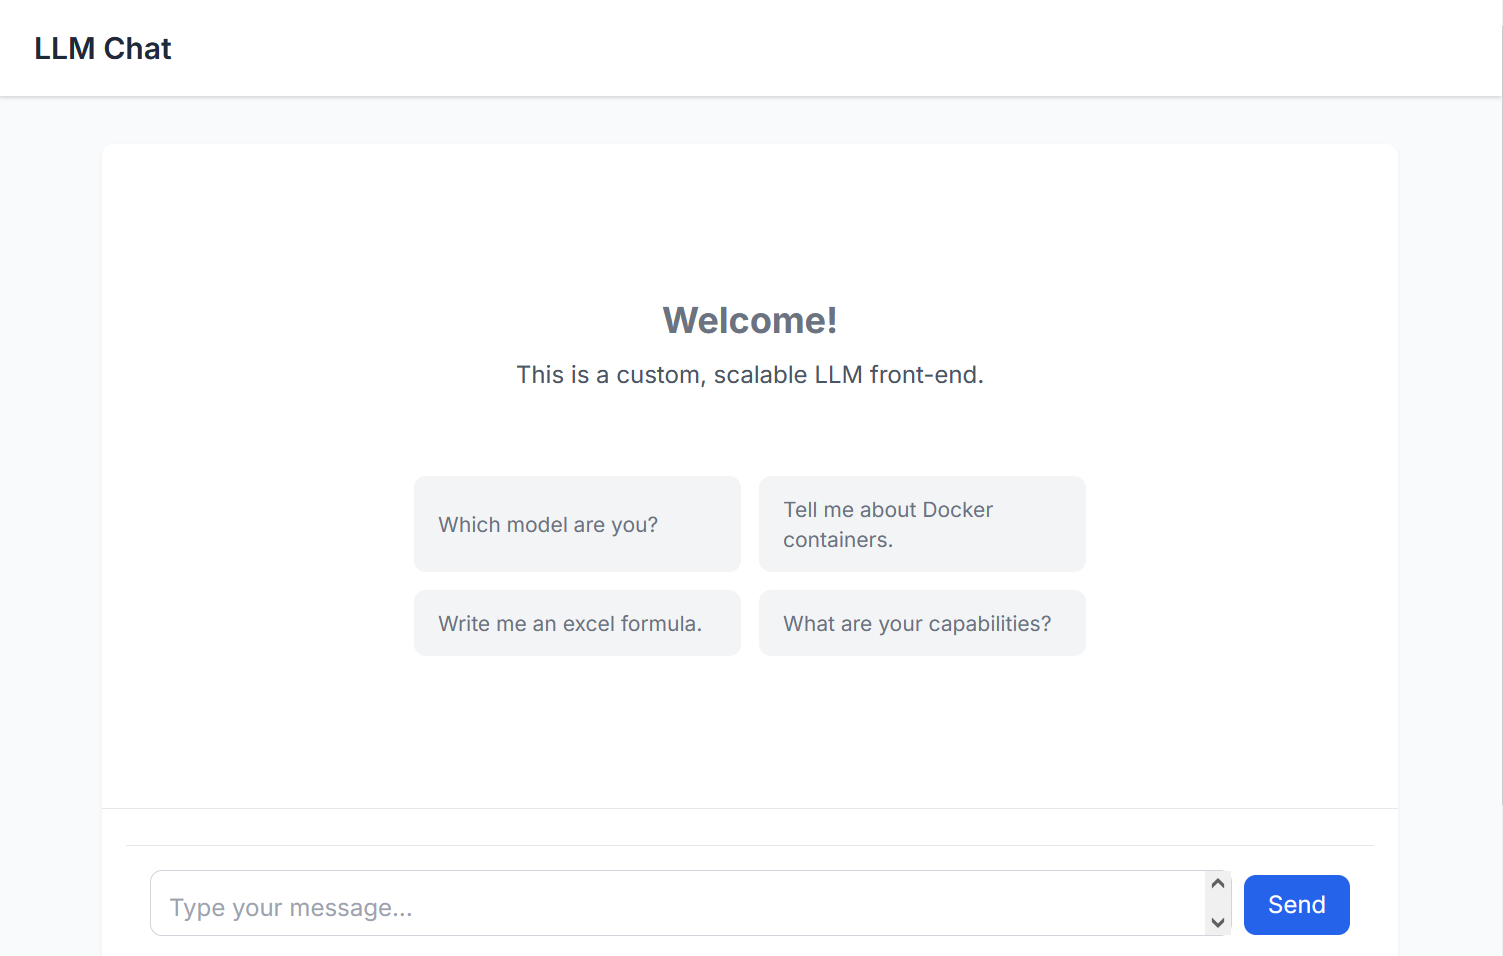 LLM Chat
Welcome!
This is a custom, scalable LLM front-end.
Which model are you?
Tell me about Docker
containers.
Write me an excel formula.
What are your capabilities?
Type your message...
Send